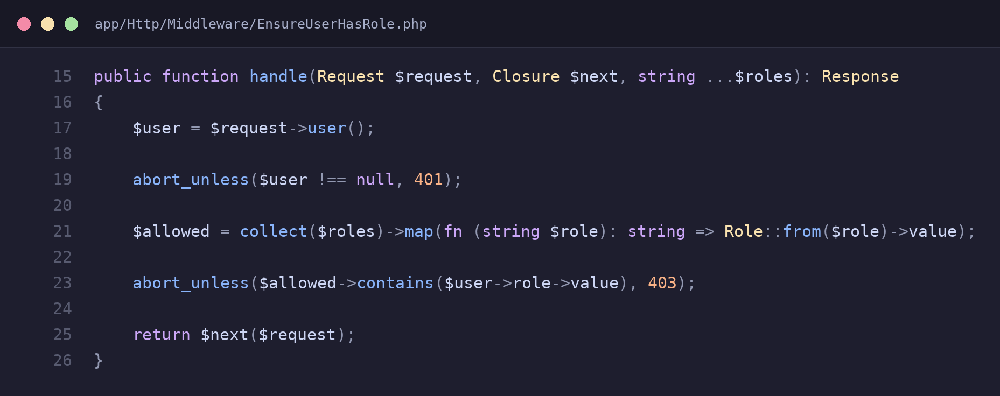 app/Http/Middleware/EnsureUserHasRole.php
15 public function handle(Request $request, Closure $next, string ...$roles): Response
16 {
17     $user = $request->user();
18
19     abort_unless($user !== null, 401);
20
21     $allowed = collect($roles)->map(fn (string $role): string => Role::from($role)->value);
22
23     abort_unless($allowed->contains($user->role->value), 403);
24
25     return $next($request);
26 }